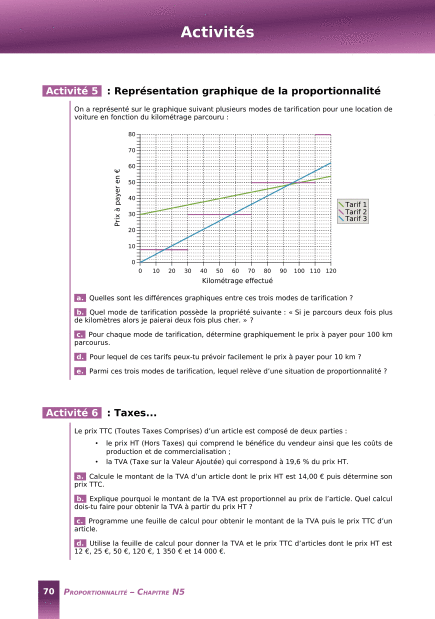 Activités
Activité 5 : Représentation graphique de la proportionnalité
On a représenté sur le graphique suivant plusieurs modes de tarification pour une location de
voiture en fonction du kilométrage parcouru :
80
70
60
50
40
30
20
10
0
Prix à payer en €
0 10 20 30 40 50 60 70 80 90 100 110 120
Kilométrage effectué
Tarif 1
Tarif 2
Tarif 3
a. Quelles sont les différences graphiques entre ces trois modes de tarification ?
b. Quel mode de tarification possède la propriété suivante : « Si je parcours deux fois plus
de kilomètres alors je paierai deux fois plus cher. » ?
c. Pour chaque mode de tarification, détermine graphiquement le prix à payer pour 100 km
parcourus.
d. Pour lequel de ces tarifs peux-tu prévoir facilement le prix à payer pour 10 km ?
e. Parmi ces trois modes de tarification, lequel relève d'une situation de proportionnalité ?
Activité 6 : Taxes...
Le prix TTC (Toutes Taxes Comprises) d'un article est composé de deux parties :
• le prix HT (Hors Taxes) qui comprend le bénéfice du vendeur ainsi que les coûts de
production et de commercialisation ;
• la TVA (Taxe sur la Valeur Ajoutée) qui correspond à 19,6 % du prix HT.
a. Calcule le montant de la TVA d'un article dont le prix HT est 14,00 € puis détermine son
prix TTC.
b. Explique pourquoi le montant de la TVA est proportionnel au prix de l'article. Quel calcul
dois-tu faire pour obtenir la TVA à partir du prix HT ?
c. Programme une feuille de calcul pour obtenir le montant de la TVA puis le prix TTC d'un
article.
d. Utilise la feuille de calcul pour donner la TVA et le prix TTC d'articles dont le prix HT est
12 €, 25 €, 50 €, 120 €, 1 350 € et 14 000 €.
70 PROPORTIONNALITÉ – CHAPITRE N5